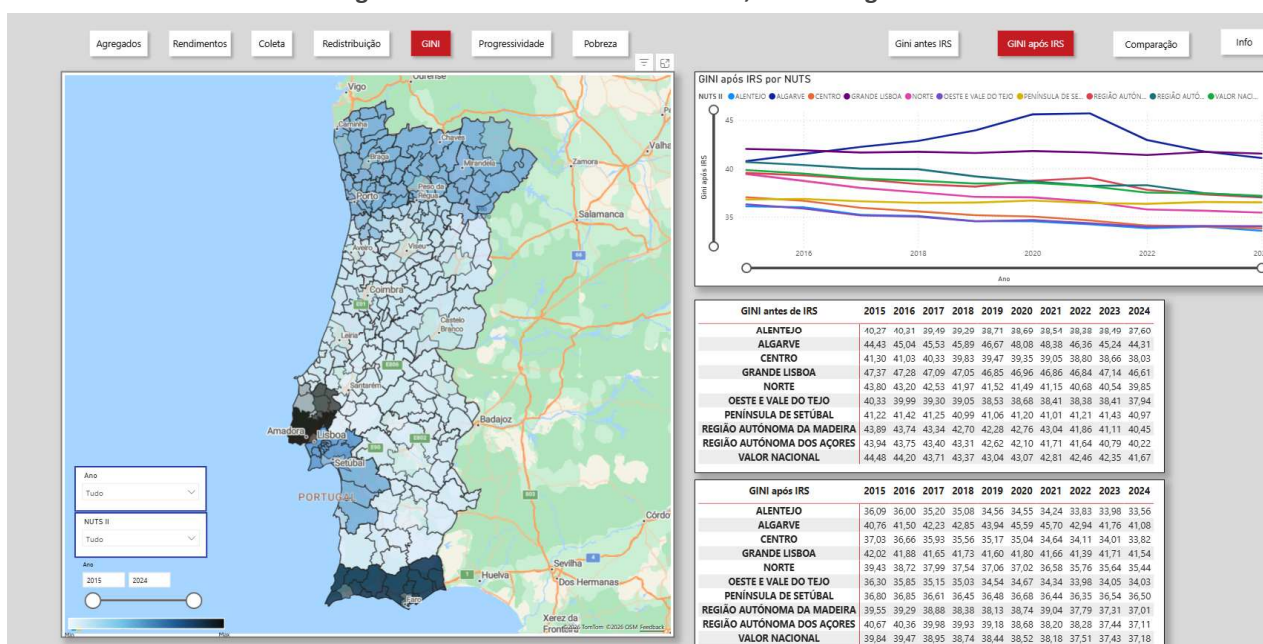 Agregados Rendimentos Coleta Redistribuição GINI Progressividade Pobreza
Gini antes IRS GINI após IRS Comparação Info
Ourense
Vigo
Caminha
Chaves
Braga
Mirandela
Zamora
Porto
Peso da
Régua
Salamanca
Aveiro
Viseu
Coimbra
Castelo
Branco
Leiria
Santarém
Badajoz
Amadora
Lisboa
Setúbal
PORTUGAL
Sevilha
Huelva
Dos Hermanas
Faro
Xerez da
Fronteira
©2026 TomTom ©2026 OSM Feedback
Ano
Tudo
NUTS II
Tudo
Ano
2015 2024
Min Max
GINI após IRS por NUTS
NUTS II ALENTEJO ALGARVE CENTRO GRANDE LISBOA NORTE OESTE E VALE DO TEJO PENÍNSULA DE SE... REGIÃO AUTÓN... REGIÃO AUTÓ... VALOR NACI...
Gini após IRS
45
40
35
2016 2018 2020 2022
Ano
GINI antes de IRS 2015 2016 2017 2018 2019 2020 2021 2022 2023 2024
ALENTEJO 40,27 40,31 39,49 39,29 38,71 38,69 38,54 38,38 38,49 37,60
ALGARVE 44,43 45,04 45,53 45,89 46,67 48,08 48,38 46,36 45,24 44,31
CENTRO 41,30 41,03 40,33 39,83 39,47 39,35 39,05 38,80 38,66 38,03
GRANDE LISBOA 47,37 47,28 47,09 47,05 46,85 46,96 46,86 46,84 47,14 46,61
NORTE 43,80 43,20 42,53 41,97 41,52 41,49 41,15 40,68 40,54 39,85
OESTE E VALE DO TEJO 40,33 39,99 39,30 39,05 38,53 38,68 38,41 38,38 38,41 37,94
PENÍNSULA DE SETÚBAL 41,22 41,42 41,25 40,99 41,06 41,20 41,01 41,21 41,43 40,97
REGIÃO AUTÓNOMA DA MADEIRA 43,89 43,74 43,34 42,70 42,28 42,76 43,04 41,86 41,11 40,45
REGIÃO AUTÓNOMA DOS AÇORES 43,94 43,75 43,40 43,31 42,62 42,10 41,71 41,64 40,79 40,22
VALOR NACIONAL 44,48 44,20 43,71 43,37 43,04 43,07 42,81 42,46 42,35 41,67
GINI após IRS 2015 2016 2017 2018 2019 2020 2021 2022 2023 2024
ALENTEJO 36,09 36,00 35,20 35,08 34,56 34,55 34,24 33,83 33,98 33,56
ALGARVE 40,76 41,50 42,23 42,85 43,94 45,59 45,70 42,94 41,76 41,08
CENTRO 37,03 36,66 35,93 35,56 35,17 35,04 34,64 34,11 34,01 33,82
GRANDE LISBOA 42,02 41,88 41,65 41,73 41,60 41,80 41,66 41,39 41,71 41,54
NORTE 39,43 38,72 37,99 37,54 37,06 37,02 36,58 35,76 35,64 35,44
OESTE E VALE DO TEJO 36,30 35,85 35,15 35,03 34,54 34,67 34,34 33,98 34,05 34,03
PENÍNSULA DE SETÚBAL 36,80 36,85 36,61 36,45 36,48 36,68 36,44 36,35 36,54 36,50
REGIÃO AUTÓNOMA DA MADEIRA 39,55 39,29 38,88 38,38 38,13 38,74 39,04 37,79 37,31 37,01
REGIÃO AUTÓNOMA DOS AÇORES 40,67 40,36 39,98 39,93 39,18 38,68 38,20 38,28 37,44 37,11
VALOR NACIONAL 39,84 39,47 38,95 38,74 38,44 38,52 38,18 37,51 37,43 37,18